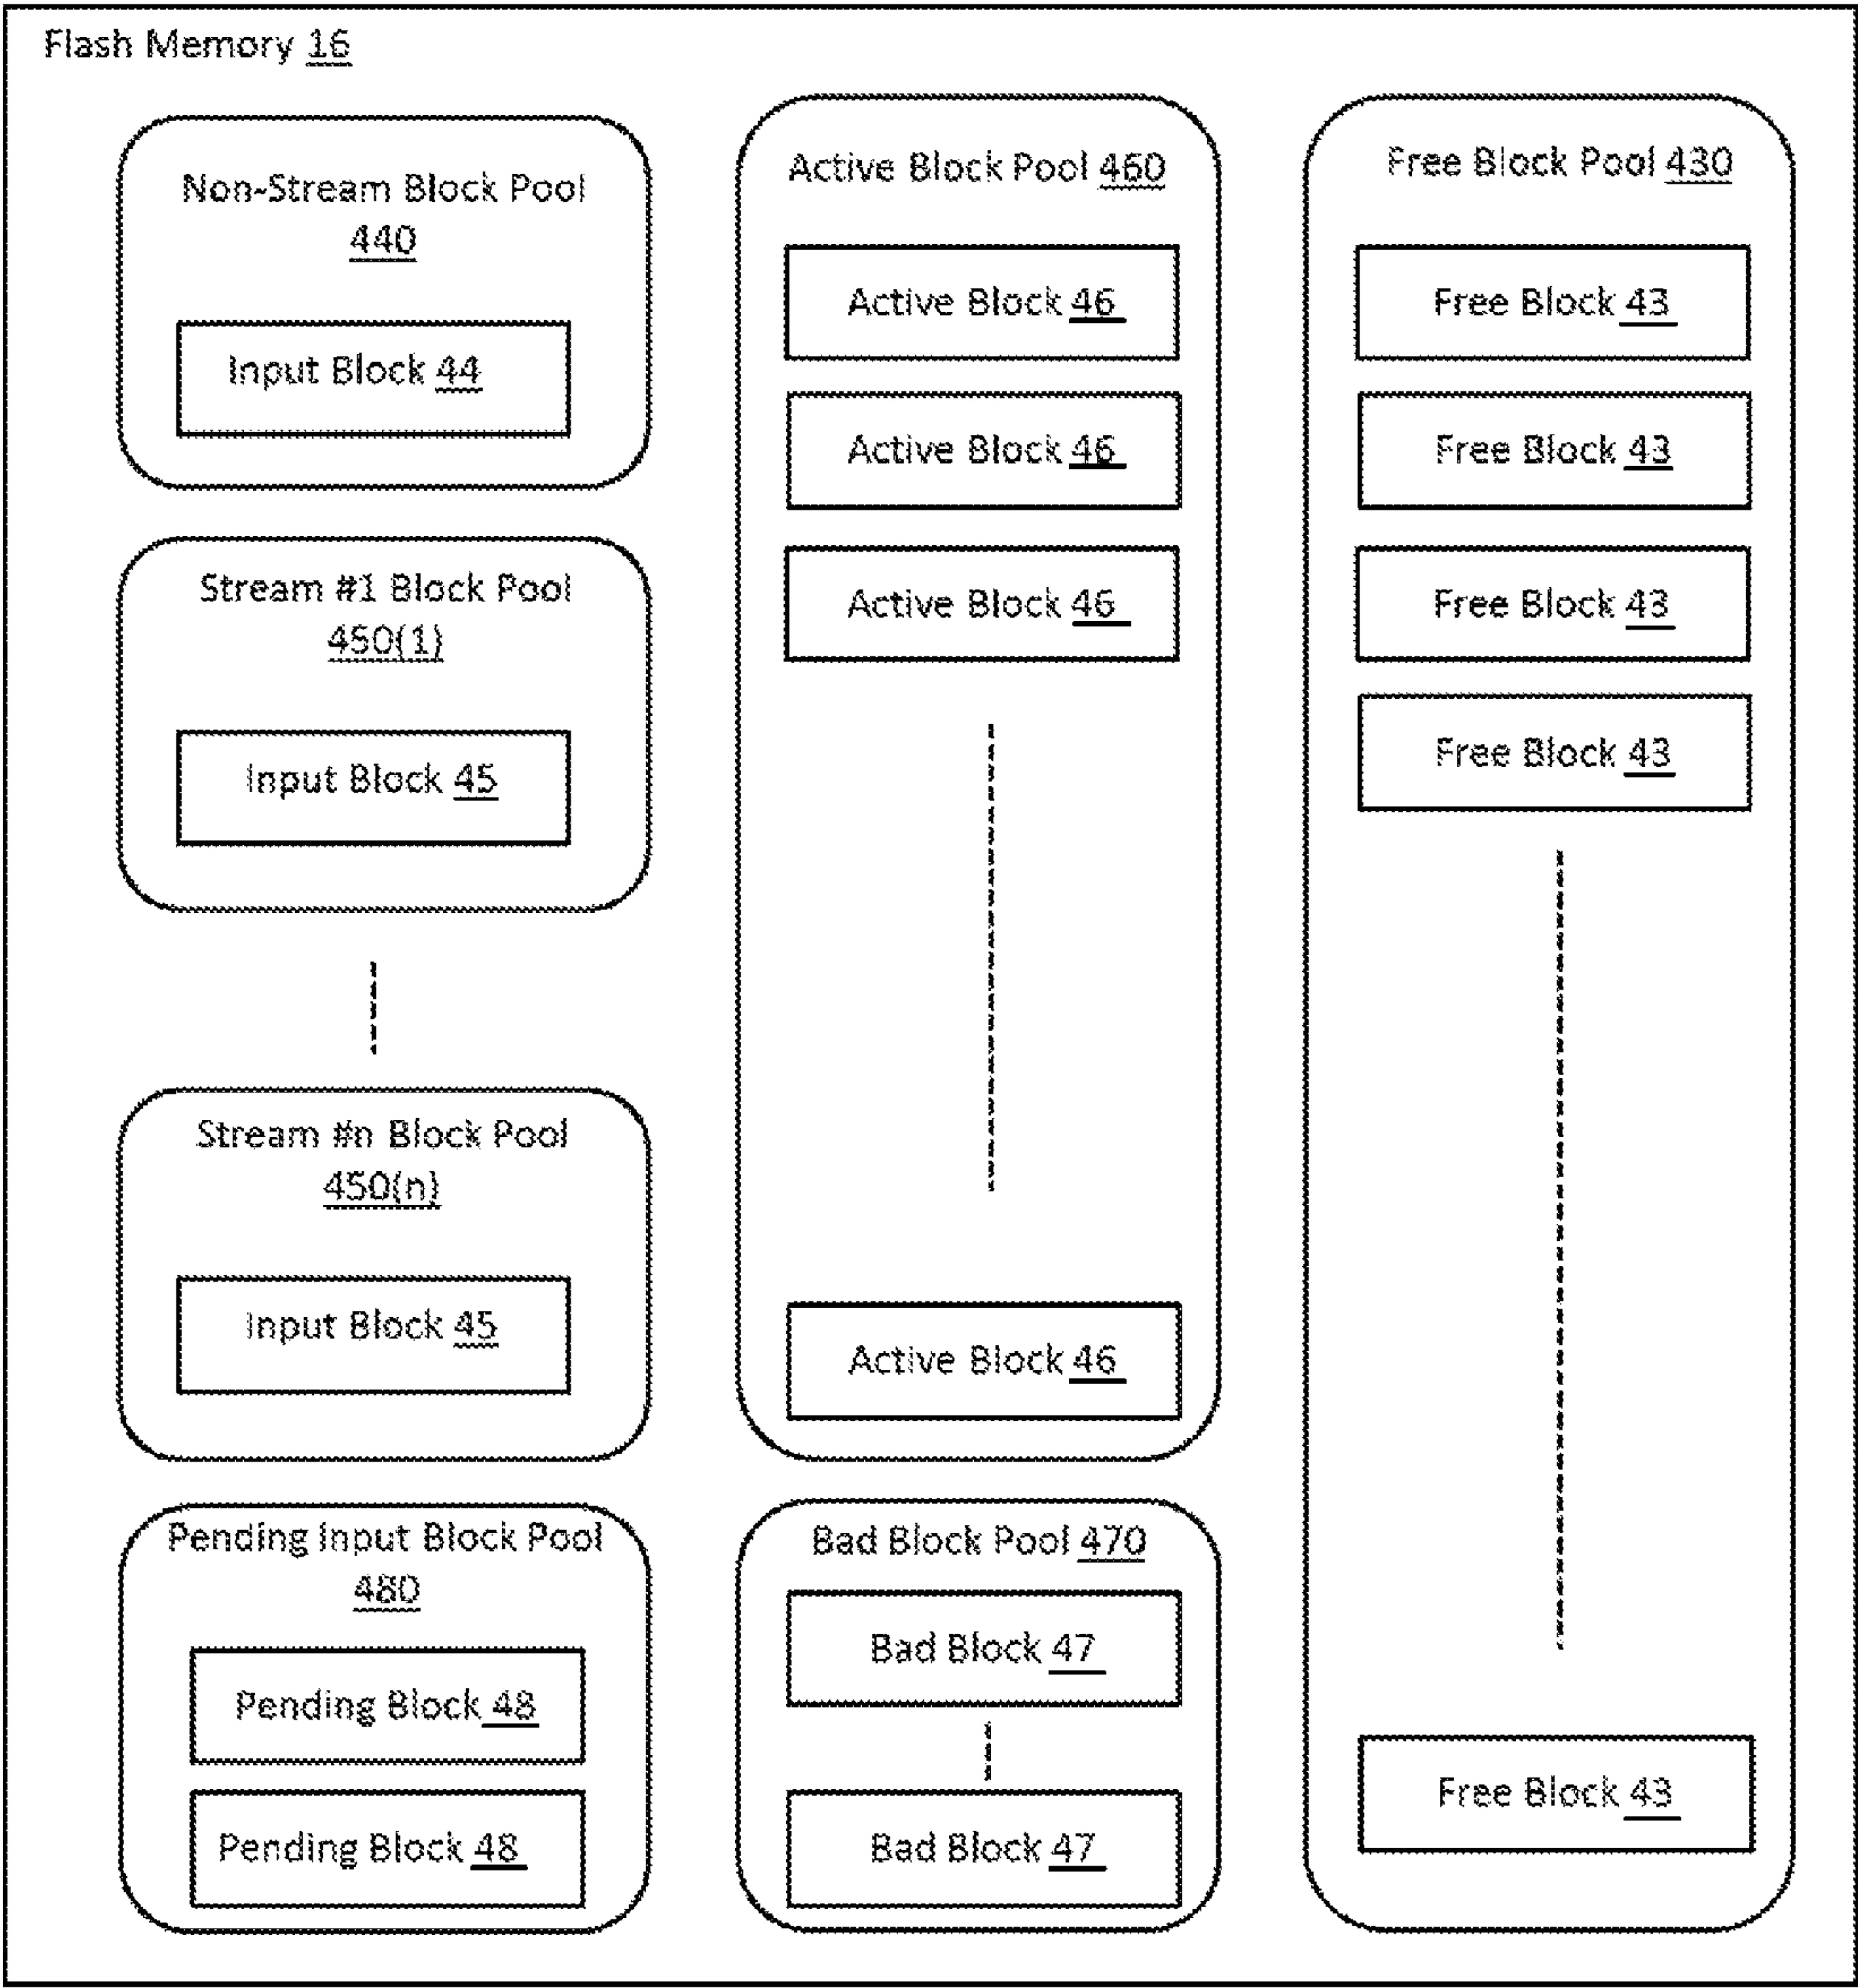 Flash Memory 16
Non-Stream Block Pool
440
Input Block 44
Stream #1 Block Pool
450(1)
Input Block 45
Stream #n Block Pool
450(n)
Input Block 45
Pending Input Block Pool
480
Pending Block 48
Pending Block 48
Active Block Pool 460
Active Block 46
Active Block 46
Active Block 46
Active Block 46
Bad Block Pool 470
Bad Block 47
Bad Block 47
Free Block Pool 430
Free Block 43
Free Block 43
Free Block 43
Free Block 43
Free Block 43